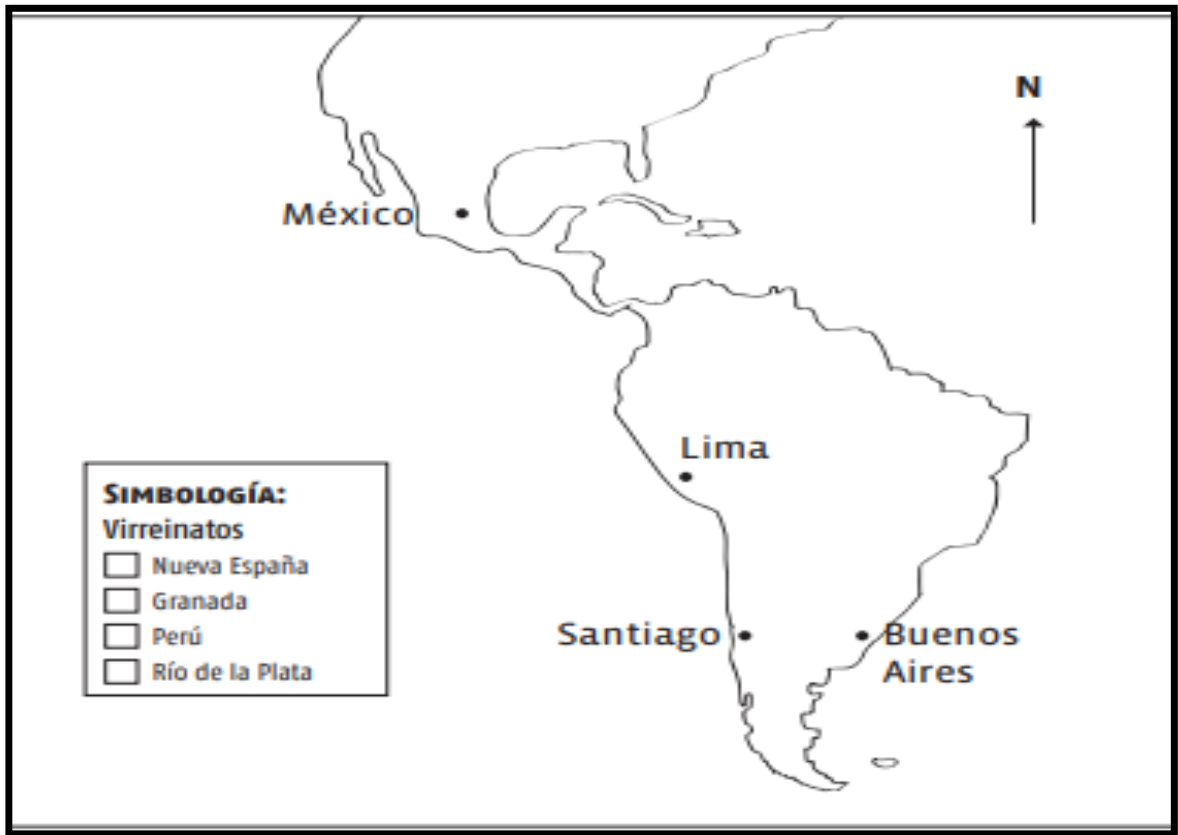 N
México
Lima
SIMBOLOGÍA:
Virreinatos
Nueva España
Granada
Perú
Río de la Plata
Santiago
Buenos
Aires